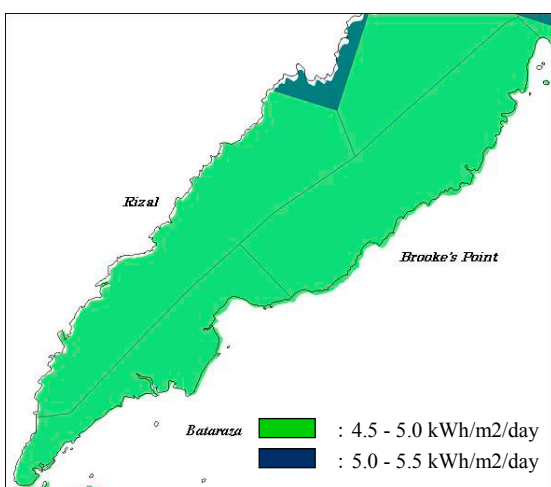 Rizal
Brooke's Point
Bataraza
: 4.5 - 5.0 kWh/m2/day
: 5.0 - 5.5 kWh/m2/day